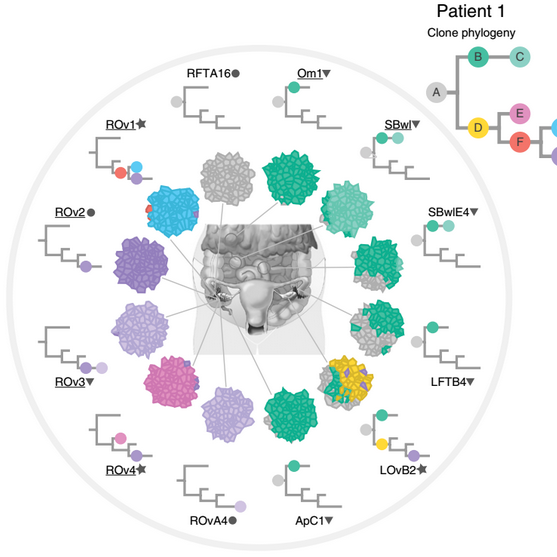 Patient 1
Clone phylogeny
B
C
A
E
D
F
RFTA16
Om1
ROv1
SBwl
ROv2
SBwlE4
ROv3
LFTB4
ROv4
LOvB2
ROvA4
ApC1